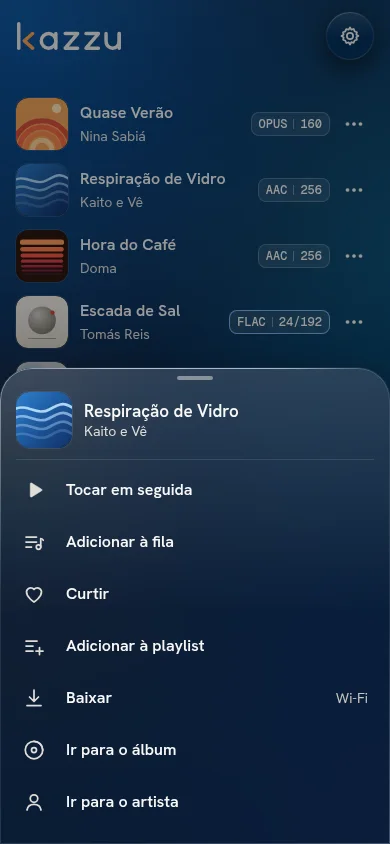 kazzu
Quase Verão
Nina Sabiá
OPUS | 160
Respiração de Vidro
Kaito e Vê
AAC | 256
Hora do Café
Doma
AAC | 256
Escada de Sal
Tomás Reis
FLAC | 24/192
Respiração de Vidro
Kaito e Vê
Tocar em seguida
Adicionar à fila
Curtir
Adicionar à playlist
Baixar
Wi-Fi
Ir para o álbum
Ir para o artista